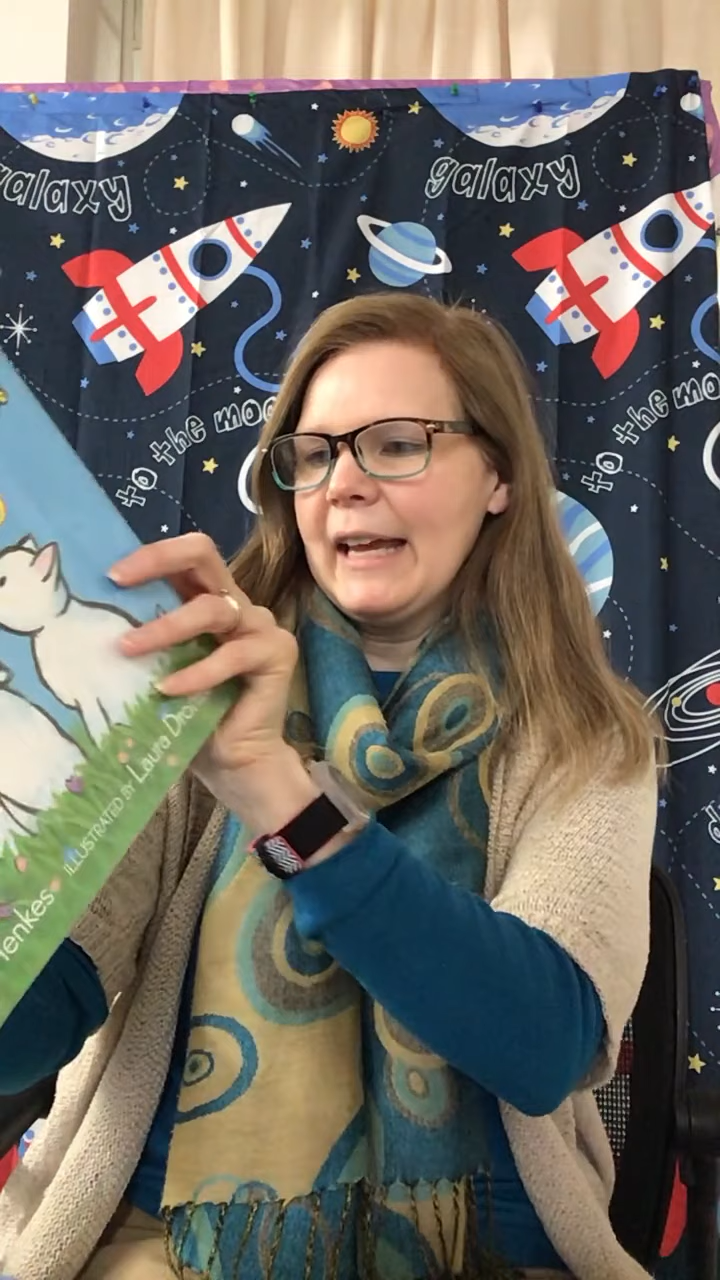 galaxy
galaxy
to the moo
to the mo
ILLUSTRATED BY Laura Dro
Henkes